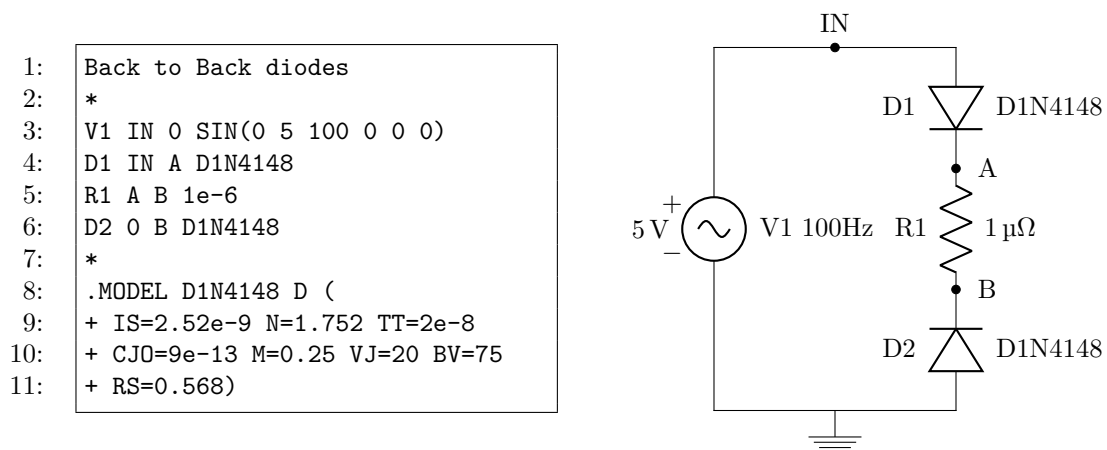 1: Back to Back diodes
2: *
3: V1 IN 0 SIN(0 5 100 0 0 0)
4: D1 IN A D1N4148
5: R1 A B 1e-6
6: D2 0 B D1N4148
7: *
8: .MODEL D1N4148 D (
9: + IS=2.52e-9 N=1.752 TT=2e-8
10: + CJO=9e-13 M=0.25 VJ=20 BV=75
11: + RS=0.568)
IN
D1 D1N4148
A
+
5 V V1 100Hz R1 1 μΩ
−
B
D2 D1N4148